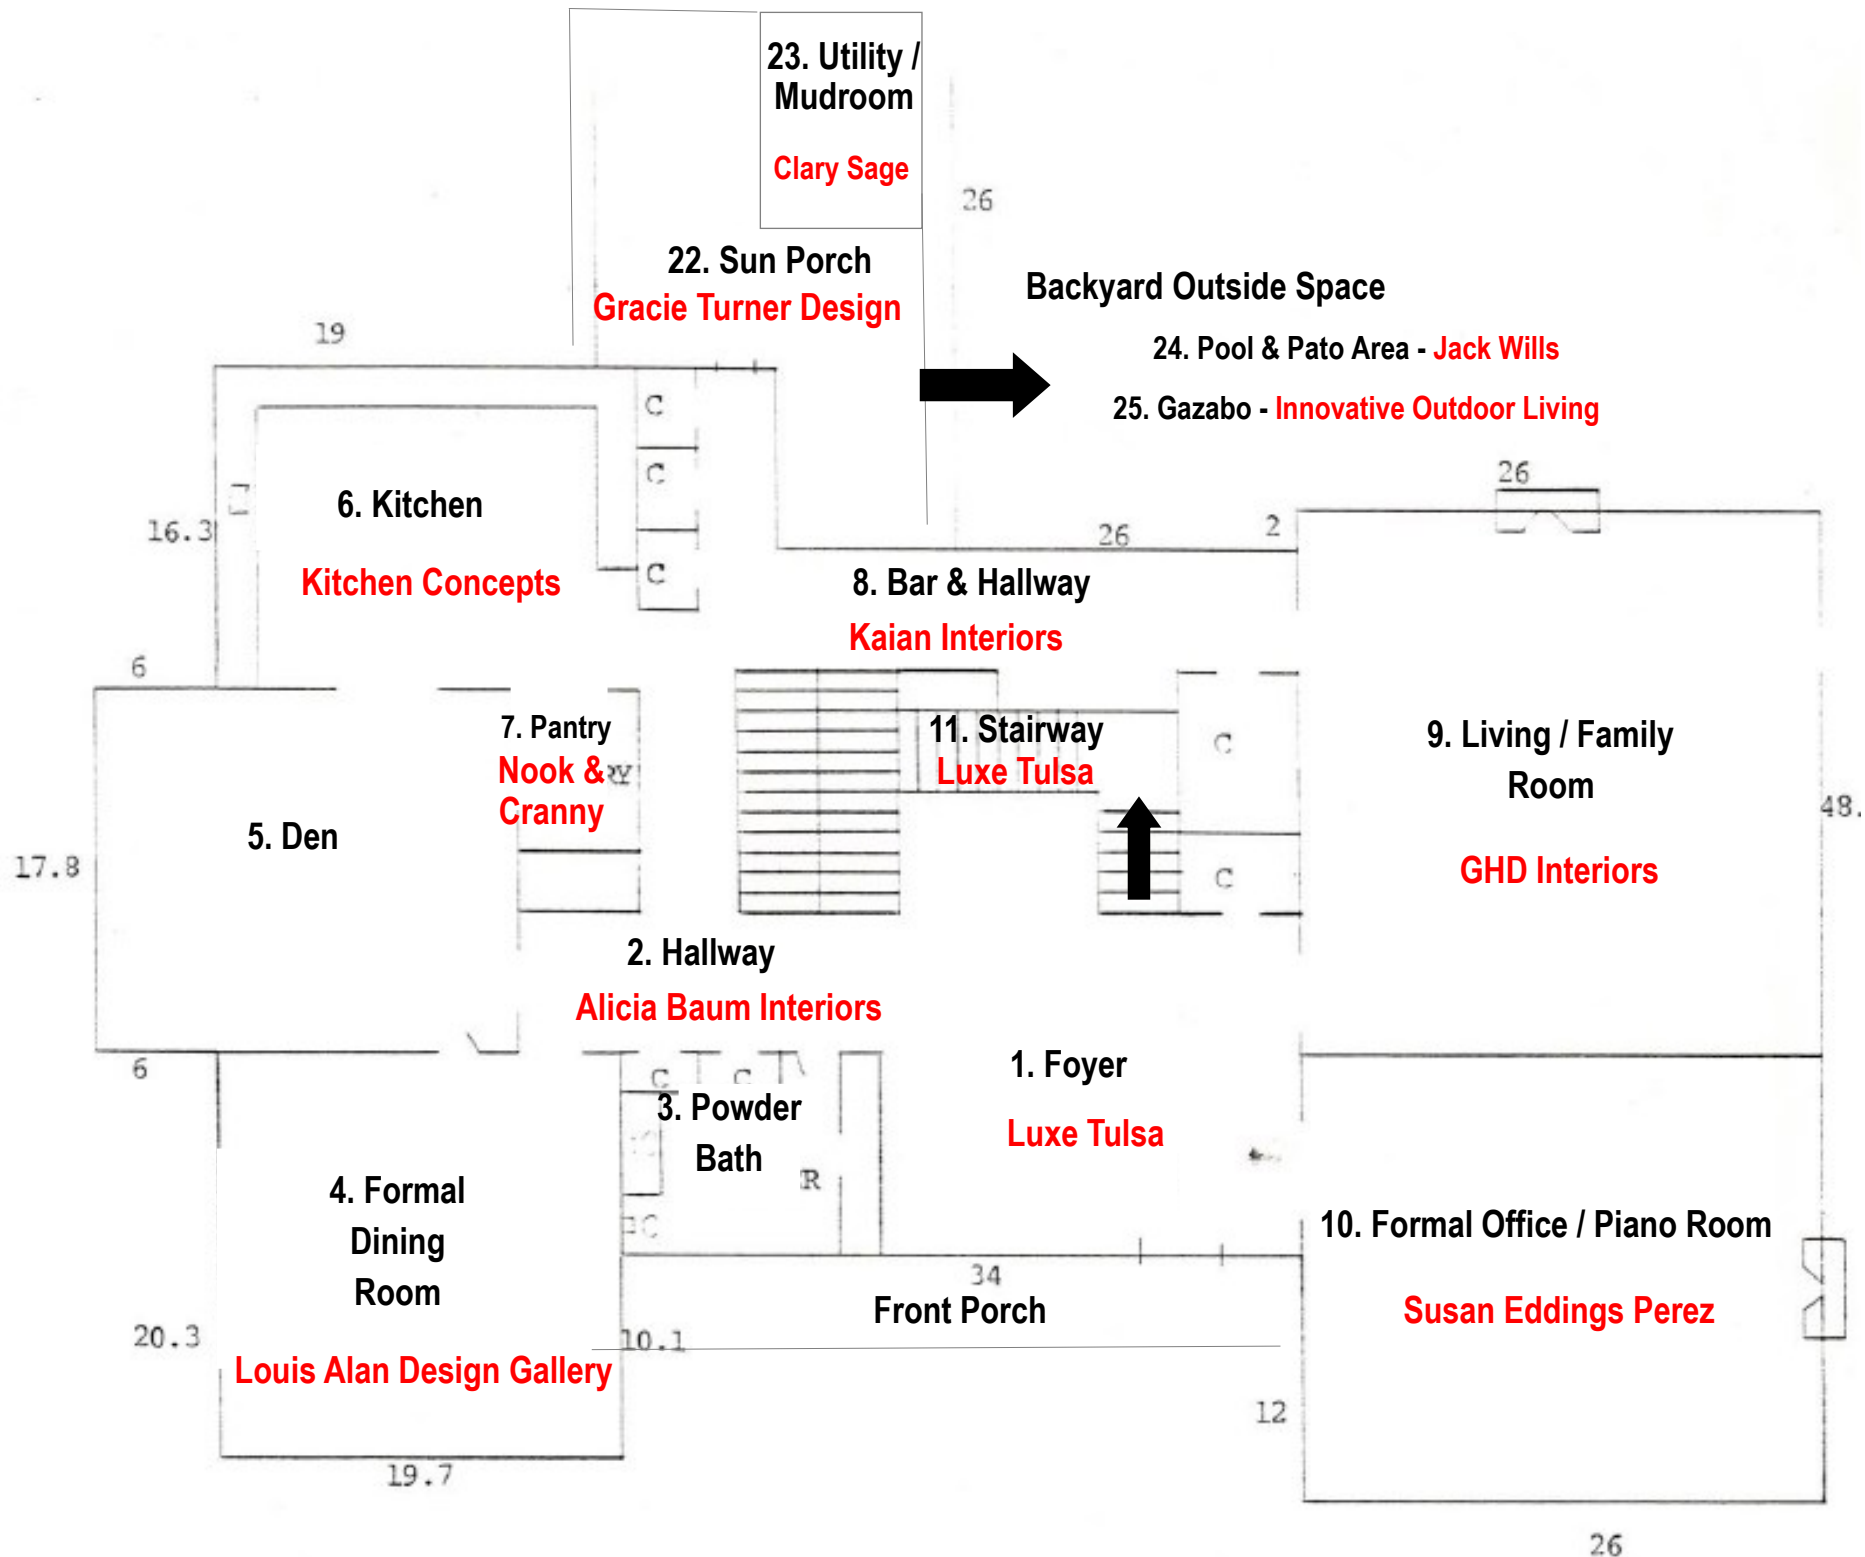 23. Utility /
Mudroom
Clary Sage
26
22. Sun Porch
Gracie Turner Design
Backyard Outside Space
24. Pool & Pato Area - Jack Wills
25. Gazabo - Innovative Outdoor Living
19
C
C
C
6. Kitchen
Kitchen Concepts
16.3
26
26
2
8. Bar & Hallway
Kaian Interiors
6
7. Pantry
Nook &
Cranny
RY
11. Stairway
Luxe Tulsa
C
C
9. Living / Family
Room
GHD Interiors
48.
5. Den
17.8
2. Hallway
Alicia Baum Interiors
6
1. Foyer
Luxe Tulsa
C
C
3. Powder
Bath
R
4. Formal
Dining
Room
Louis Alan Design Gallery
20.3
10.1
34
Front Porch
10. Formal Office / Piano Room
Susan Eddings Perez
12
19.7
26